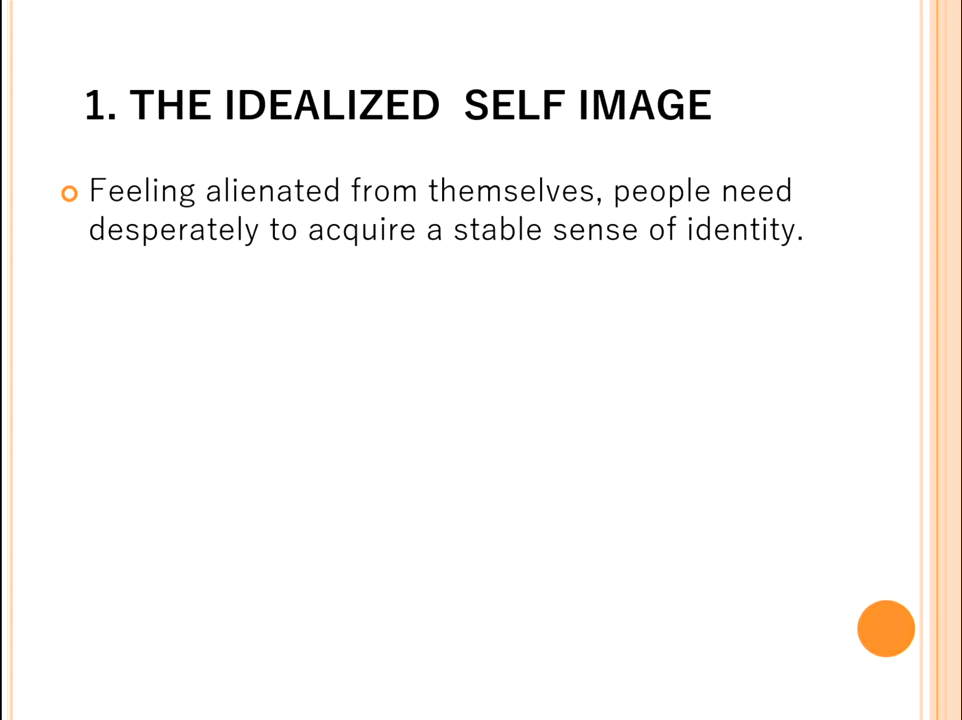 1. THE IDEALIZED SELF IMAGE
Feeling alienated from themselves, people need
desperately to acquire a stable sense of identity.